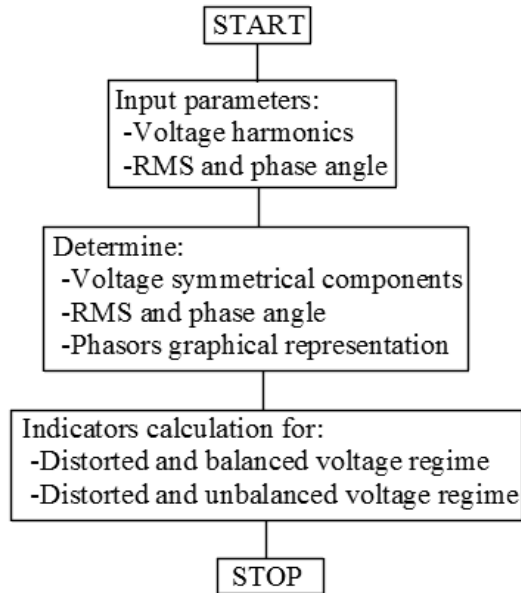 START
Input parameters:
-Voltage harmonics
-RMS and phase angle
Determine:
-Voltage symmetrical components
-RMS and phase angle
-Phasors graphical representation
Indicators calculation for:
-Distorted and balanced voltage regime
-Distorted and unbalanced voltage regime
STOP